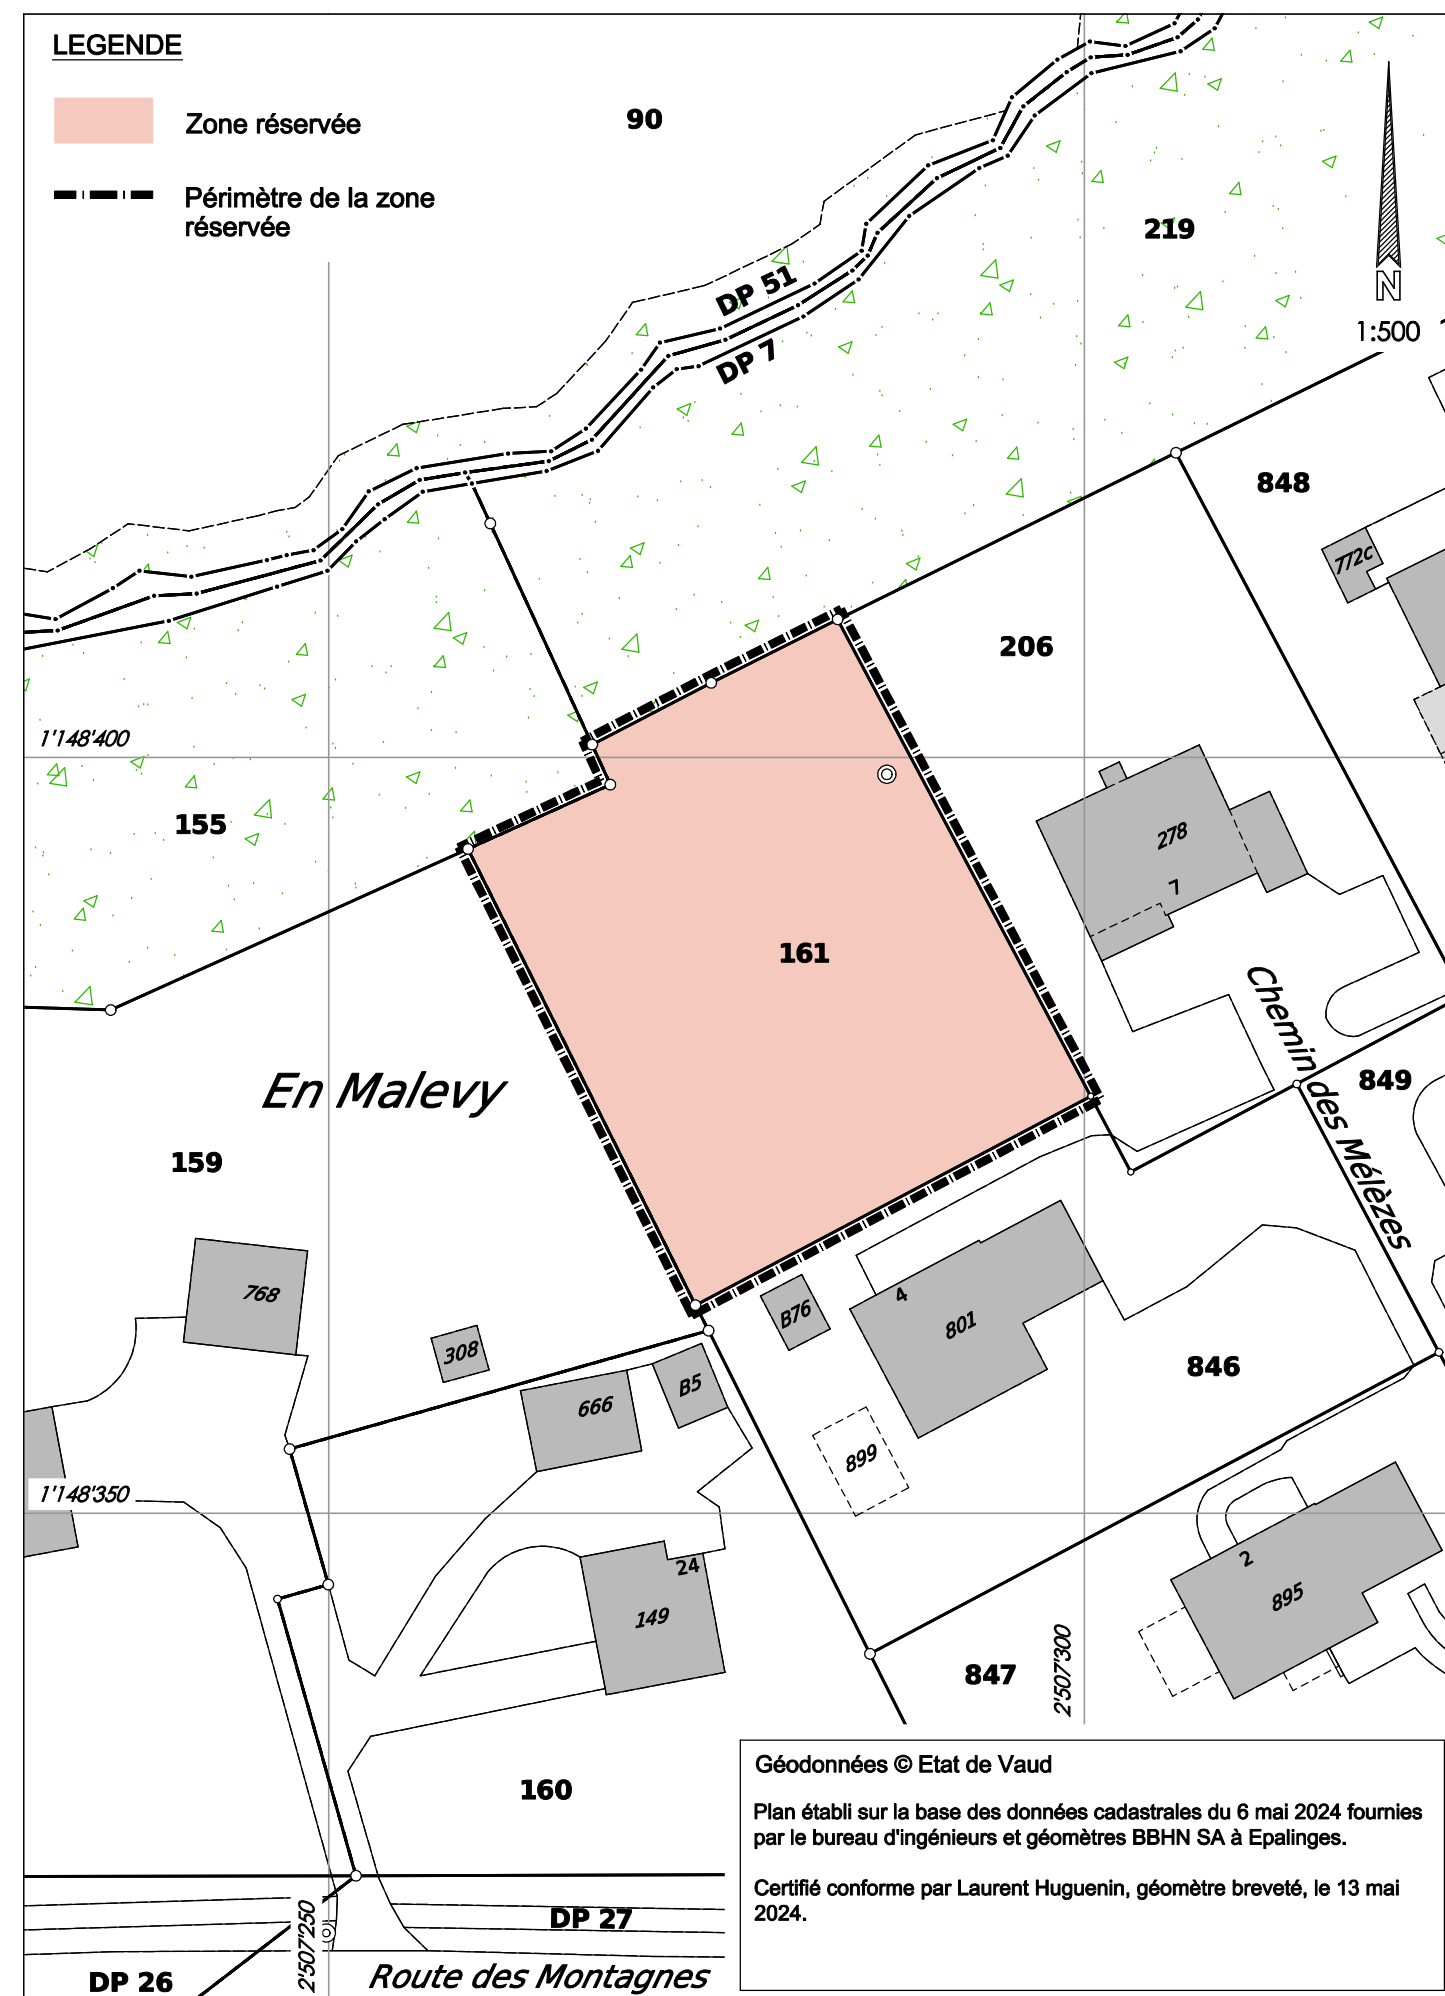 LEGENDE
Zone réservée
Périmètre de la zone
réservée
90
219
N
1:500
DP 51
DP 7
848
772c
206
1'148'400
155
278
7
161
Chemin des Mélèzes
849
En Malevy
159
768
308
B76
4
801
846
B5
666
899
1'148'350
24
149
2
895
847
2'507'300
160
Géodonnées © Etat de Vaud
Plan établi sur la base des données cadastrales du 6 mai 2024 fournies
par le bureau d'ingénieurs et géomètres BBHN SA à Epalinges.
Certifié conforme par Laurent Huguenin, géomètre breveté, le 13 mai
2024.
DP 27
2'507'250
DP 26
Route des Montagnes